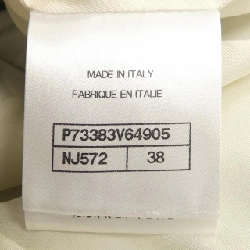 MADE IN ITALY
FABRIQUE EN ITALIE
P73383V64905
NJ572 38